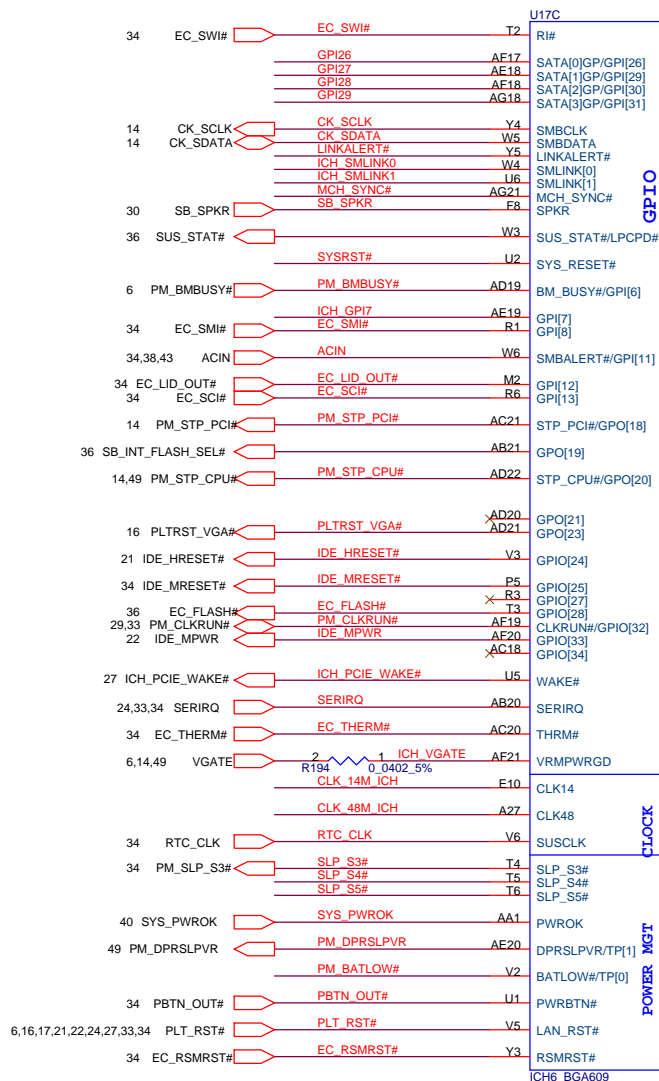 U17C
34 EC_SWI# EC_SWI# T2 RI#
GPI26 AF17 SATA[0]GP/GPI[26]
GPI27 AE18 SATA[1]GP/GPI[29]
GPI28 AF18 SATA[2]GP/GPI[30]
GPI29 AG18 SATA[3]GP/GPI[31]
14 CK_SCLK CK_SCLK Y4 SMBCLK
14 CK_SDATA CK_SDATA W5 SMBDATA
LINKALERT# Y5 LINKALERT#
ICH_SMLINK0 W4 SMLINK[0]
ICH_SMLINK1 U6 SMLINK[1]
MCH_SYNC# AG21 MCH_SYNC#
30 SB_SPKR SB_SPKR F8 SPKR
GPIO
36 SUS_STAT# W3 SUS_STAT#/LPCPD#
SYSRST# U2 SYS_RESET#
6 PM_BMBUSY# PM_BMBUSY# AD19 BM_BUSY#/GPI[6]
ICH_GPI7 AE19 GPI[7]
34 EC_SMI# EC_SMI# R1 GPI[8]
34,38,43 ACIN ACIN W6 SMBALERT#/GPI[11]
34 EC_LID_OUT# EC_LID_OUT# M2 GPI[12]
34 EC_SCI# EC_SCI# R6 GPI[13]
14 PM_STP_PCI# PM_STP_PCI# AC21 STP_PCI#/GPO[18]
36 SB_INT_FLASH_SEL# AB21 GPO[19]
14,49 PM_STP_CPU# PM_STP_CPU# AD22 STP_CPU#/GPO[20]
AD20 GPO[21]
16 PLTRST_VGA# PLTRST_VGA# AD21 GPO[23]
21 IDE_HRESET# IDE_HRESET# V3 GPIO[24]
34 IDE_MRESET# IDE_MRESET# P5 GPIO[25]
R3 GPIO[27]
36 EC_FLASH# EC_FLASH# T3 GPIO[28]
29,33 PM_CLKRUN# PM_CLKRUN# AF19 CLKRUN#/GPIO[32]
22 IDE_MPWR IDE_MPWR AF20 GPIO[33]
AC18 GPIO[34]
27 ICH_PCIE_WAKE# ICH_PCIE_WAKE# U5 WAKE#
24,33,34 SERIRQ SERIRQ AB20 SERIRQ
34 EC_THERM# EC_THERM# AC20 THRM#
6,14,49 VGATE 2 1 ICH_VGATE AF21 VRMPWRGD
R194 0_0402_5%
CLK_14M_ICH E10 CLK14
CLK_48M_ICH A27 CLK48
CLOCK
34 RTC_CLK RTC_CLK V6 SUSCLK
34 PM_SLP_S3# SLP_S3# T4 SLP_S3#
SLP_S4# T5 SLP_S4#
SLP_S5# T6 SLP_S5#
40 SYS_PWROK SYS_PWROK AA1 PWROK
49 PM_DPRSLPVR PM_DPRSLPVR AE20 DPRSLPVR/TP[1]
PM_BATLOW# V2 BATLOW#/TP[0]
POWER MGT
34 PBTN_OUT# PBTN_OUT# U1 PWRBTN#
6,16,17,21,22,24,27,33,34 PLT_RST# PLT_RST# V5 LAN_RST#
34 EC_RSMRST# EC_RSMRST# Y3 RSMRST#
ICH6_BGA609